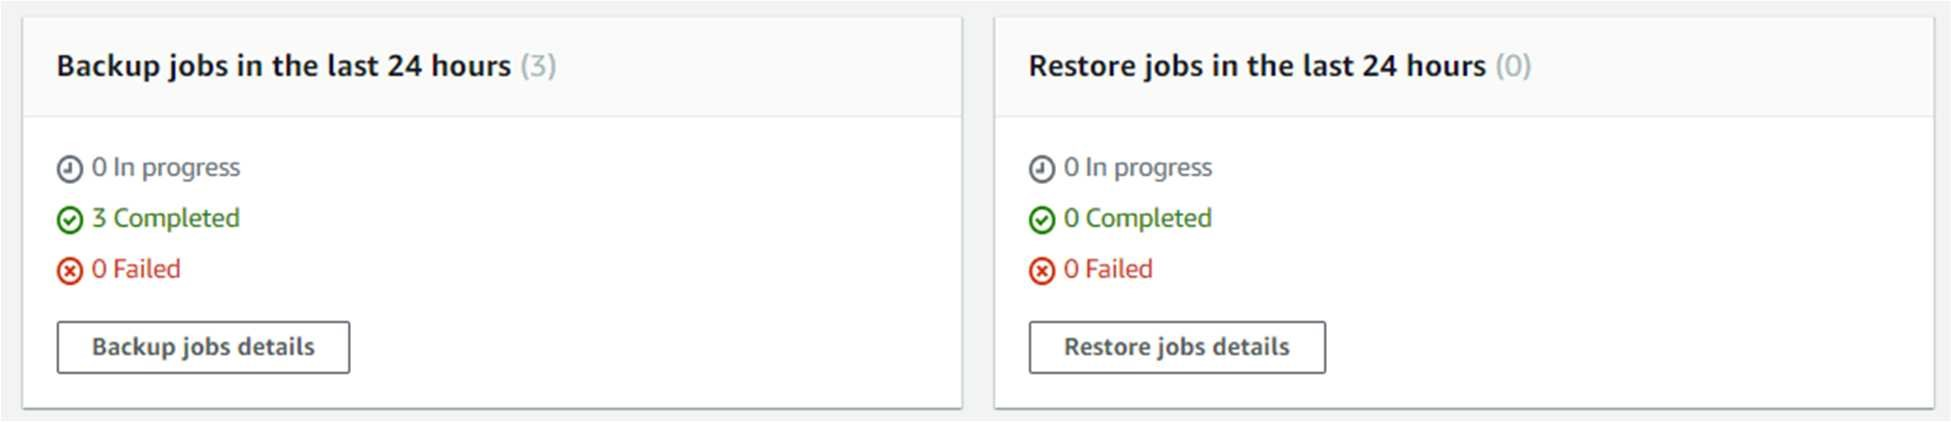 Backup jobs in the last 24 hours (3)
0 In progress
3 Completed
0 Failed
Backup jobs details
Restore jobs in the last 24 hours (0)
0 In progress
0 Completed
0 Failed
Restore jobs details